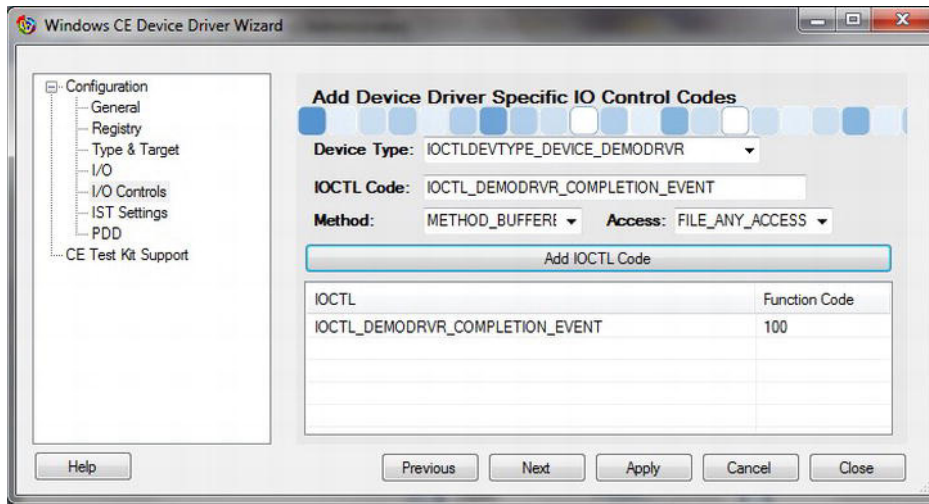 Windows CE Device Driver Wizard
Configuration
General
Registry
Type & Target
I/O
I/O Controls
IST Settings
PDD
CE Test Kit Support
Add Device Driver Specific IO Control Codes
Device Type: IOCTLDEVTYPE_DEVICE_DEMODRVR
IOCTL Code: IOCTL_DEMODRVR_COMPLETION_EVENT
Method: METHOD_BUFFERE Access: FILE_ANY_ACCESS
Add IOCTL Code
IOCTL Function Code
IOCTL_DEMODRVR_COMPLETION_EVENT 100
Help Previous Next Apply Cancel Close